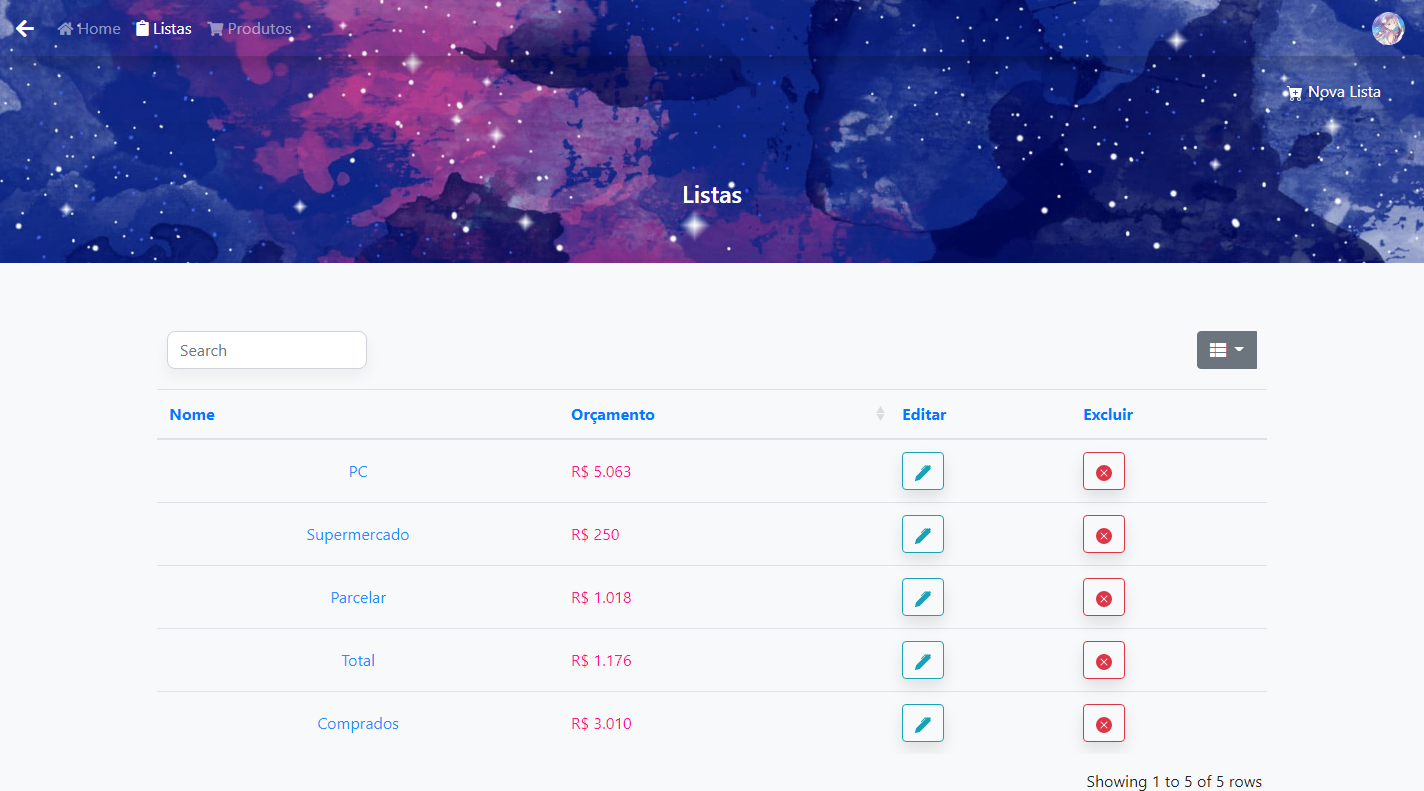 Home Listas Produtos
Nova Lista
Listas
Search
Nome Orçamento Editar Excluir
PC R$ 5.063
Supermercado R$ 250
Parcelar R$ 1.018
Total R$ 1.176
Comprados R$ 3.010
Showing 1 to 5 of 5 rows